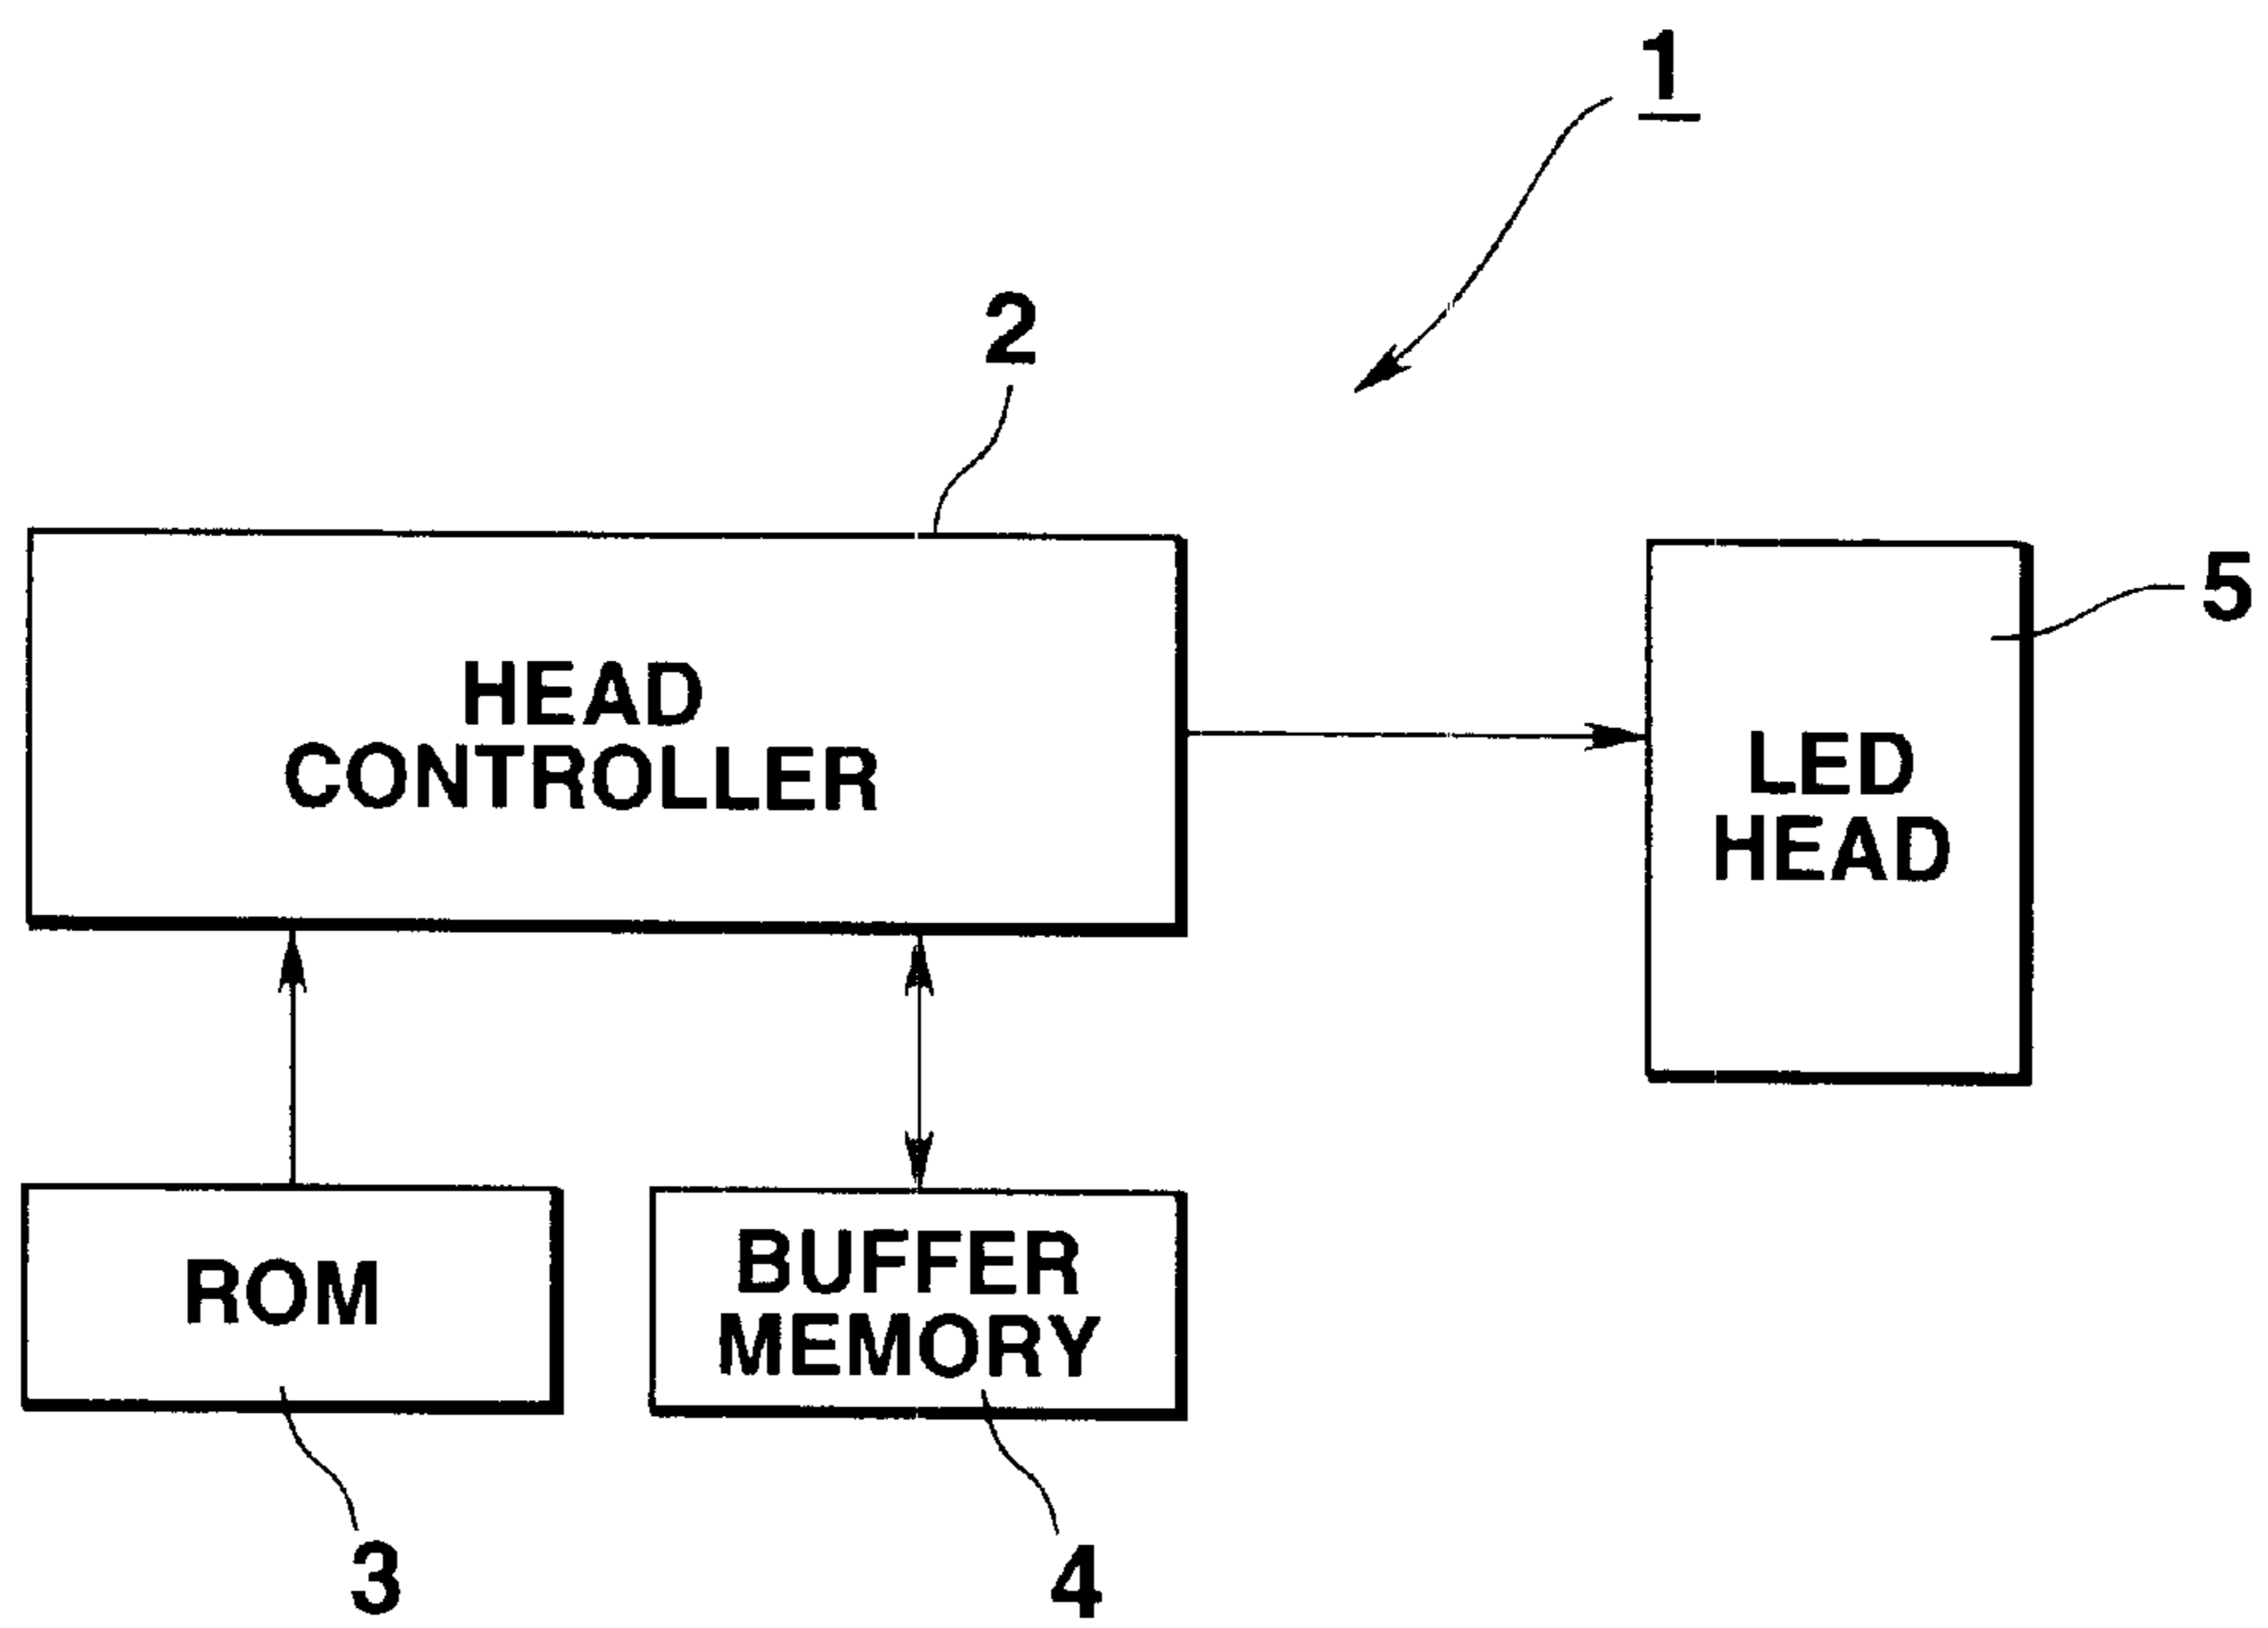 1
2
HEAD
CONTROLLER
5
LED
HEAD
ROM
BUFFER
MEMORY
3
4